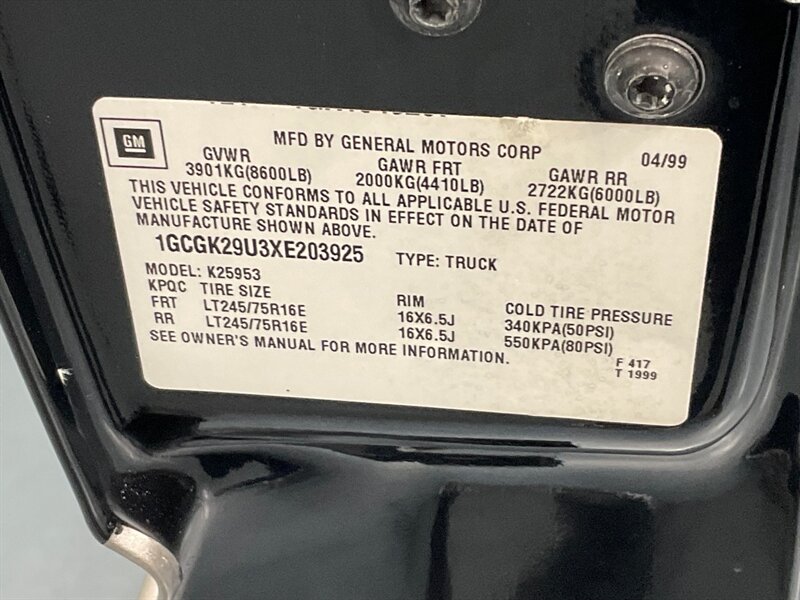 GM
MFD BY GENERAL MOTORS CORP 04/99
GVWR GAWR FRT GAWR RR
3901KG(8600LB) 2000KG(4410LB) 2722KG(6000LB)
THIS VEHICLE CONFORMS TO ALL APPLICABLE U.S. FEDERAL MOTOR
VEHICLE SAFETY STANDARDS IN EFFECT ON THE DATE OF
MANUFACTURE SHOWN ABOVE.
1GCGK29U3XE203925 TYPE: TRUCK
MODEL: K25953
KPQC TIRE SIZE RIM COLD TIRE PRESSURE
FRT LT245/75R16E 16X6.5J 340KPA(50PSI)
RR LT245/75R16E 16X6.5J 550KPA(80PSI)
SEE OWNER'S MANUAL FOR MORE INFORMATION.
F 417
T 1999